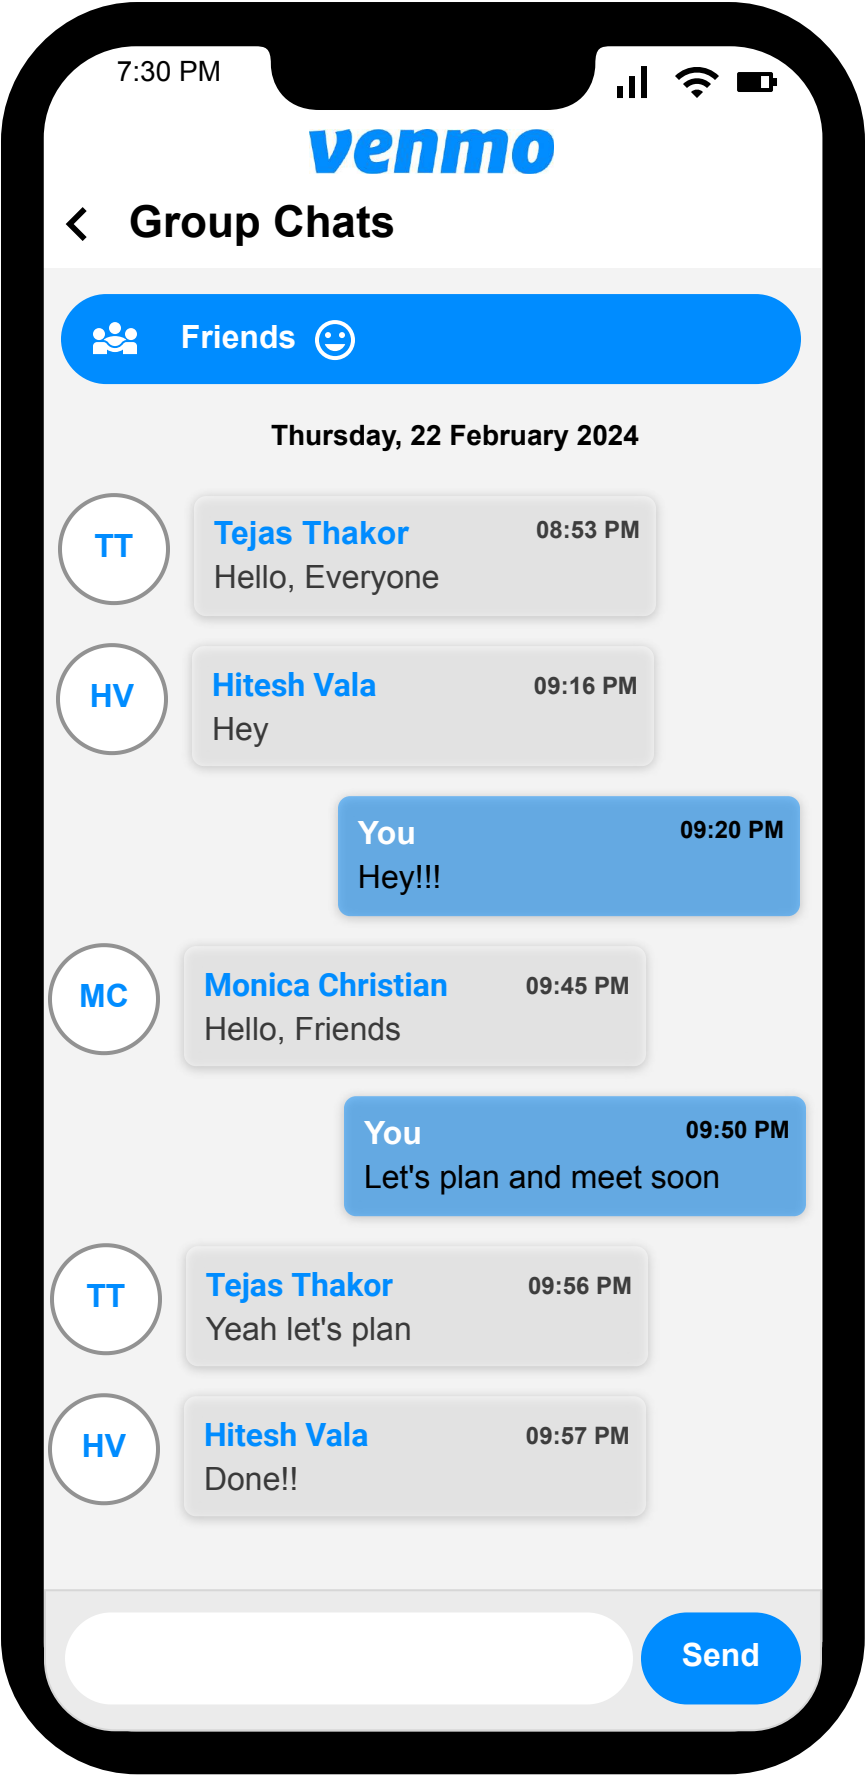 7:30 PM
venmo
Group Chats
Friends
Thursday, 22 February 2024
TT
Tejas Thakor 08:53 PM
Hello, Everyone
HV
Hitesh Vala 09:16 PM
Hey
You 09:20 PM
Hey!!!
MC
Monica Christian 09:45 PM
Hello, Friends
You 09:50 PM
Let's plan and meet soon
TT
Tejas Thakor 09:56 PM
Yeah let's plan
HV
Hitesh Vala 09:57 PM
Done!!
Send